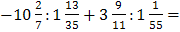 −10 2/7 : 1 13/35 + 3 9/11 : 1 1/55 =